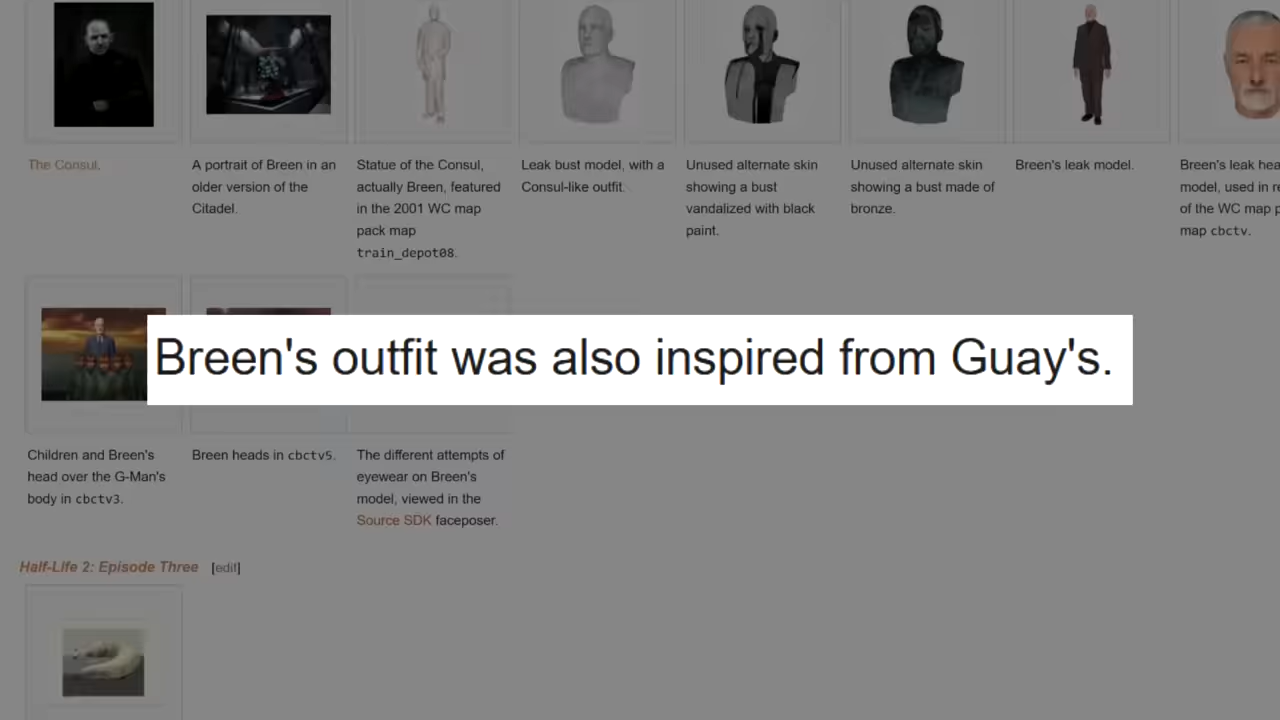 The Consul.
A portrait of Breen in an
older version of the
Citadel.
Statue of the Consul,
actually Breen, featured
in the 2001 WC map
pack map
train_depot08.
Leak bust model, with a
Consul-like outfit.
Unused alternate skin
showing a bust
vandalized with black
paint.
Unused alternate skin
showing a bust made of
bronze.
Breen's leak model.
Breen's leak hea
model, used in re
of the WC map p
map cbctv.
Breen's outfit was also inspired from Guay's.
Children and Breen's
head over the G-Man's
body in cbctv3.
Breen heads in cbctv5.
The different attempts of
eyewear on Breen's
model, viewed in the
Source SDK faceposer.
Half-Life 2: Episode Three [edit]